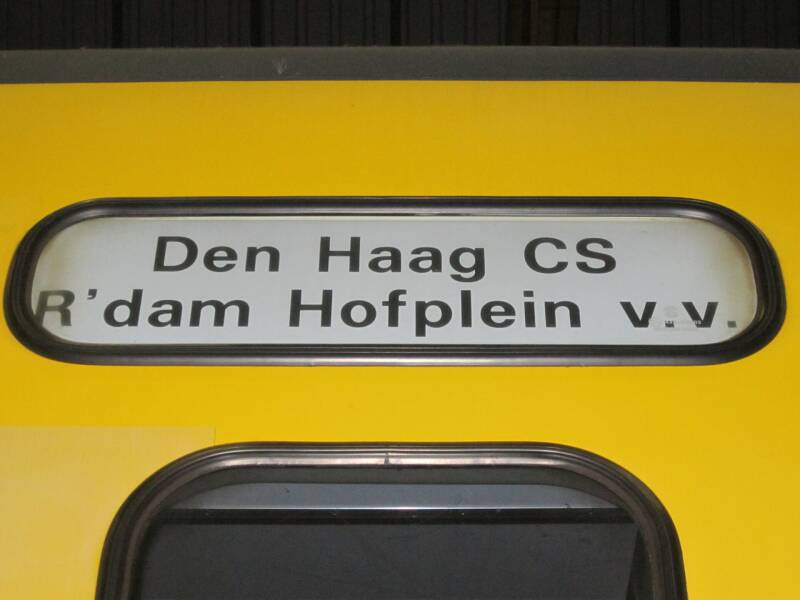 Den Haag CS
R'dam Hofplein v.v.